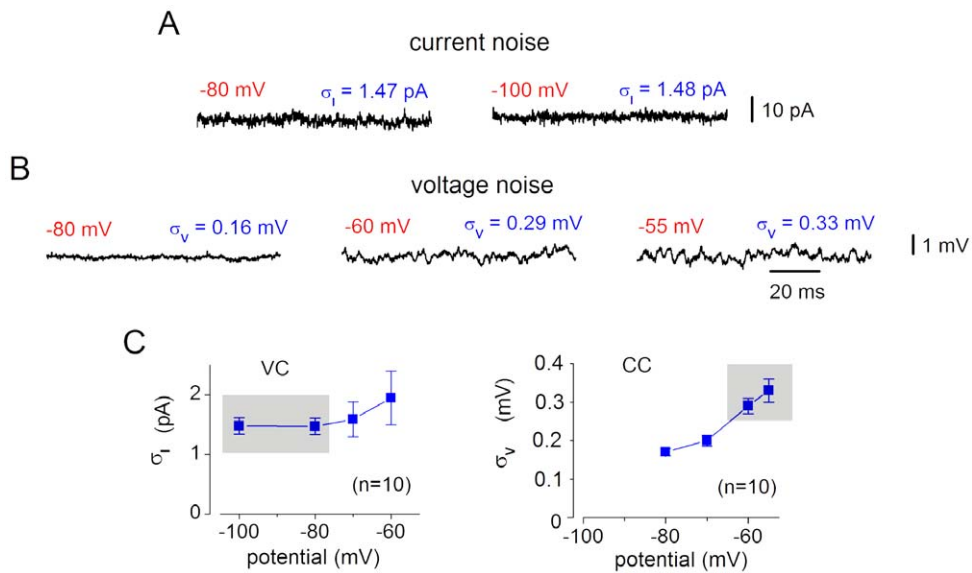 A
current noise
-80 mV
σI = 1.47 pA
-100 mV
σI = 1.48 pA
10 pA
B
voltage noise
-80 mV
σV = 0.16 mV
-60 mV
σV = 0.29 mV
-55 mV
σV = 0.33 mV
1 mV
20 ms
C
VC
2
1
0
σI (pA)
(n=10)
-100
-80
-60
potential (mV)
CC
0.4
0.3
0.2
0.1
0
σV (mV)
(n=10)
-100
-80
-60
potential (mV)